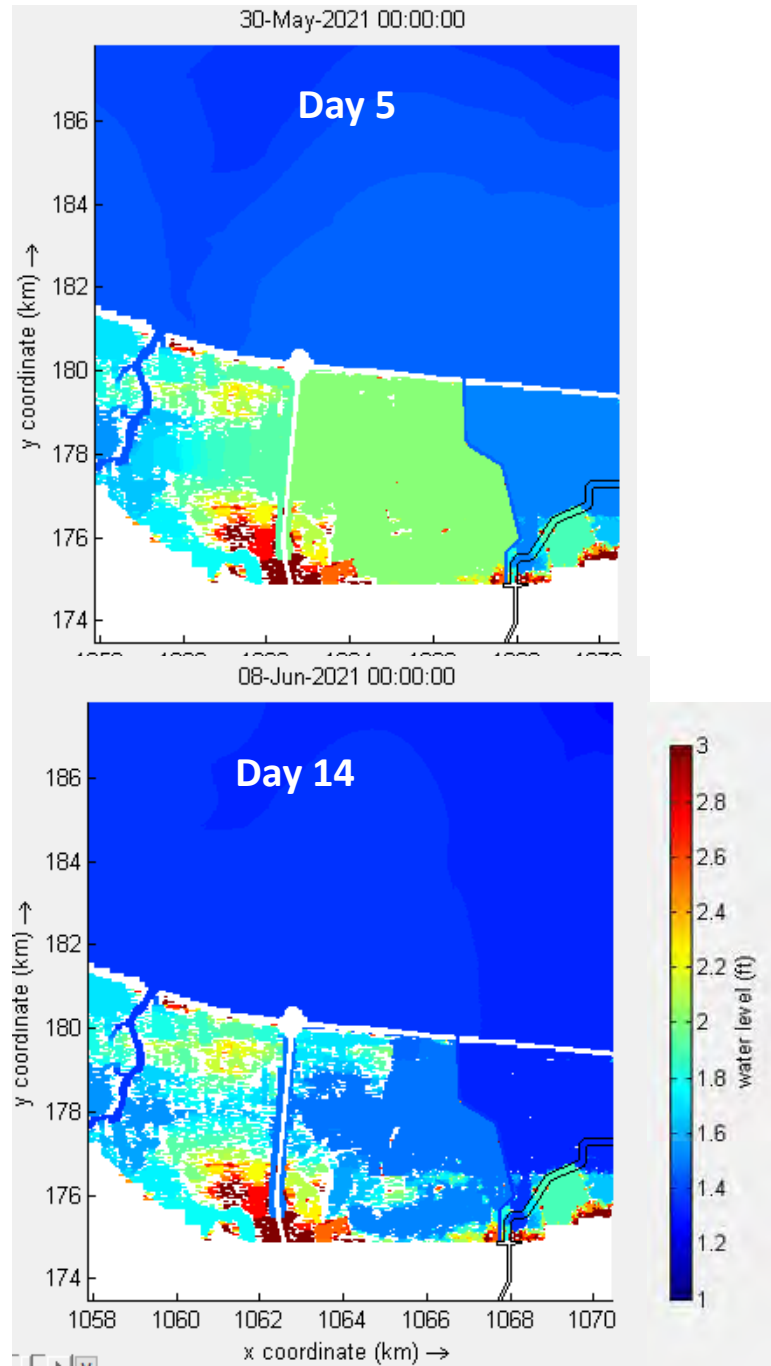 30-May-2021 00:00:00
Day 5
186
184
182
180
178
176
174
y coordinate (km) →
08-Jun-2021 00:00:00
Day 14
186
184
182
180
178
176
174
y coordinate (km) →
1058 1060 1062 1064 1066 1068 1070
x coordinate (km) →
3
2.8
2.6
2.4
2.2
2
1.8
1.6
1.4
1.2
1
water level (ft)